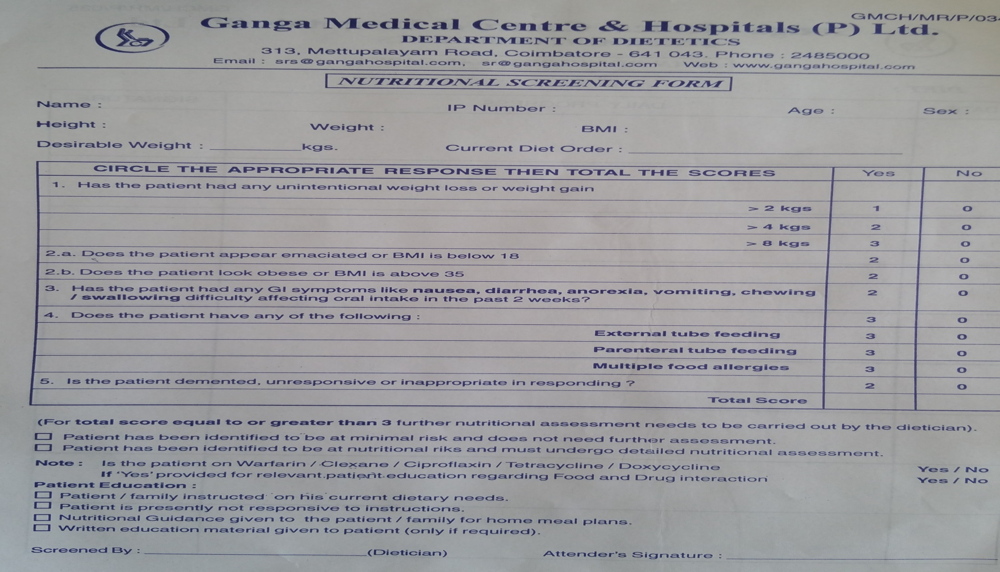 GMCH/MR/P/034
Ganga Medical Centre & Hospitals (P) Ltd.
DEPARTMENT OF DIETETICS
313, Mettupalayam Road, Coimbatore - 641 043. Phone : 2485000
Email : srs@gangahospital.com, sr@gangahospital.com Web : www.gangahospital.com
NUTRITIONAL SCREENING FORM
Name : IP Number : Age : Sex :
Height : Weight : BMI :
Desirable Weight : ________kgs. Current Diet Order : ________
CIRCLE THE APPROPRIATE RESPONSE THEN TOTAL THE SCORES Yes No
1. Has the patient had any unintentional weight loss or weight gain
> 2 kgs 1 0
> 4 kgs 2 0
> 8 kgs 3 0
2.a. Does the patient appear emaciated or BMI is below 18 2 0
2.b. Does the patient look obese or BMI is above 35 2 0
3. Has the patient had any GI symptoms like nausea, diarrhea, anorexia, vomiting, chewing 2 0
/ swallowing difficulty affecting oral intake in the past 2 weeks?
4. Does the patient have any of the following : 3 0
External tube feeding 3 0
Parenteral tube feeding 3 0
Multiple food allergies 3 0
5. Is the patient demented, unresponsive or inappropriate in responding ? 2 0
Total Score
(For total score equal to or greater than 3 further nutritional assessment needs to be carried out by the dietician).
Patient has been identified to be at minimal risk and does not need further assessment.
Patient has been identified to be at nutritional riks and must undergo detailed nutritional assessment.
Note : Is the patient on Warfarin / Clexane / Ciproflaxin / Tetracycline / Doxycycline Yes / No
If 'Yes' provided for relevant patient education regarding Food and Drug interaction Yes / No
Patient Education :
Patient / family instructed on his current dietary needs.
Patient is presently not responsive to instructions.
Nutritional Guidance given to the patient / family for home meal plans.
Written education material given to patient (only if required).
Screened By : ________(Dietician) Attender's Signature : ________